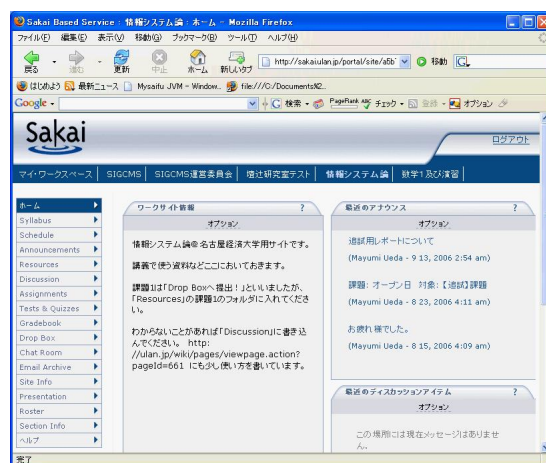 Sakai Based Service : 情報システム論 : ホーム - Mozilla Firefox
ファイル(F) 編集(E) 表示(V) 移動(G) ブックマーク(B) ツール(T) ヘルプ(H)
戻る 進む 更新 中止 ホーム 新しいタブ http://sakaiulan.jp/portal/site/a5b 移動
はじめよう 最新ニュース Mysaifu JVM - Window... file:///C:/Documents%2...
Google 検索 PageRank チェック 登録 オプション
Sakai
ログアウト
マイ・ワークスペース SIGCMS SIGCMS運営委員会 増辻研究室テスト 情報システム論 数学1及び演習
ホーム
Syllabus
Schedule
Announcements
Resources
Discussion
Assignments
Tests & Quizzes
Gradebook
Drop Box
Chat Room
Email Archive
Site Info
Presentation
Roster
Section Info
ヘルプ
ワークサイト情報 ?
オプション
情報システム論@名古屋経済大学用サイトです。
講義で使う資料などここにおいておきます。
課題1は「Drop Boxへ提出!」といいましたが、
「Resources」の課題1のフォルダに入れてくださ
い。
わからないことがあれば「Discussion」に書き込
んでください。 http:
//ulan.jp/wiki/pages/viewpage.action?
pageId=661 にも少し使い方を書いています。
最近のアナウンス ?
オプション
追試用レポートについて
(Mayumi Ueda - 9 13, 2006 2:54 am)
課題: オープン日 対象:【追試】課題
(Mayumi Ueda - 8 23, 2006 4:11 am)
お疲れ様でした。
(Mayumi Ueda - 8 15, 2006 4:09 am)
最近のディスカッションアイテム ?
オプション
この場所には現在メッセージはありませ
ん。
完了